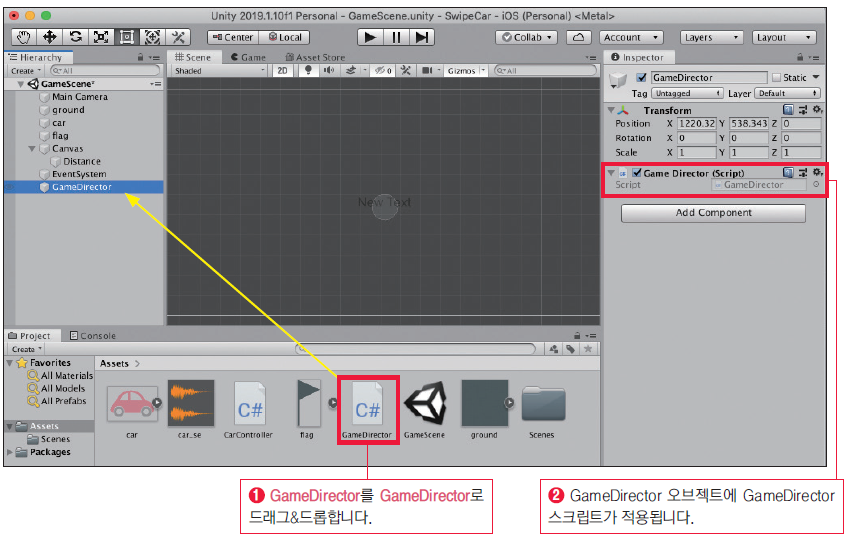 Unity 2019.1.10f1 Personal - GameScene.unity - SwipeCar - iOS (Personal) <Metal>
Center Local Collab Account Layers Layout
Hierarchy
Create All
GameScene*
Main Camera
ground
car
flag
Canvas
Distance
EventSystem
GameDirector
Scene Game Asset Store
Shaded 2D 0 Gizmos All
New Text
Inspector
GameDirector Static
Tag Untagged Layer Default
Transform
Position X 1220.32 Y 538.343 Z 0
Rotation X 0 Y 0 Z 0
Scale X 1 Y 1 Z 1
Game Director (Script)
Script GameDirector
Add Component
Project Console
Create
Favorites
All Materials
All Models
All Prefabs
Assets
Scenes
Packages
Assets >
C# C#
car car_se CarController flag GameDirector GameScene ground Scenes
❶ GameDirector를 GameDirector로
드래그&드롭합니다.
❷ GameDirector 오브젝트에 GameDirector
스크립트가 적용됩니다.